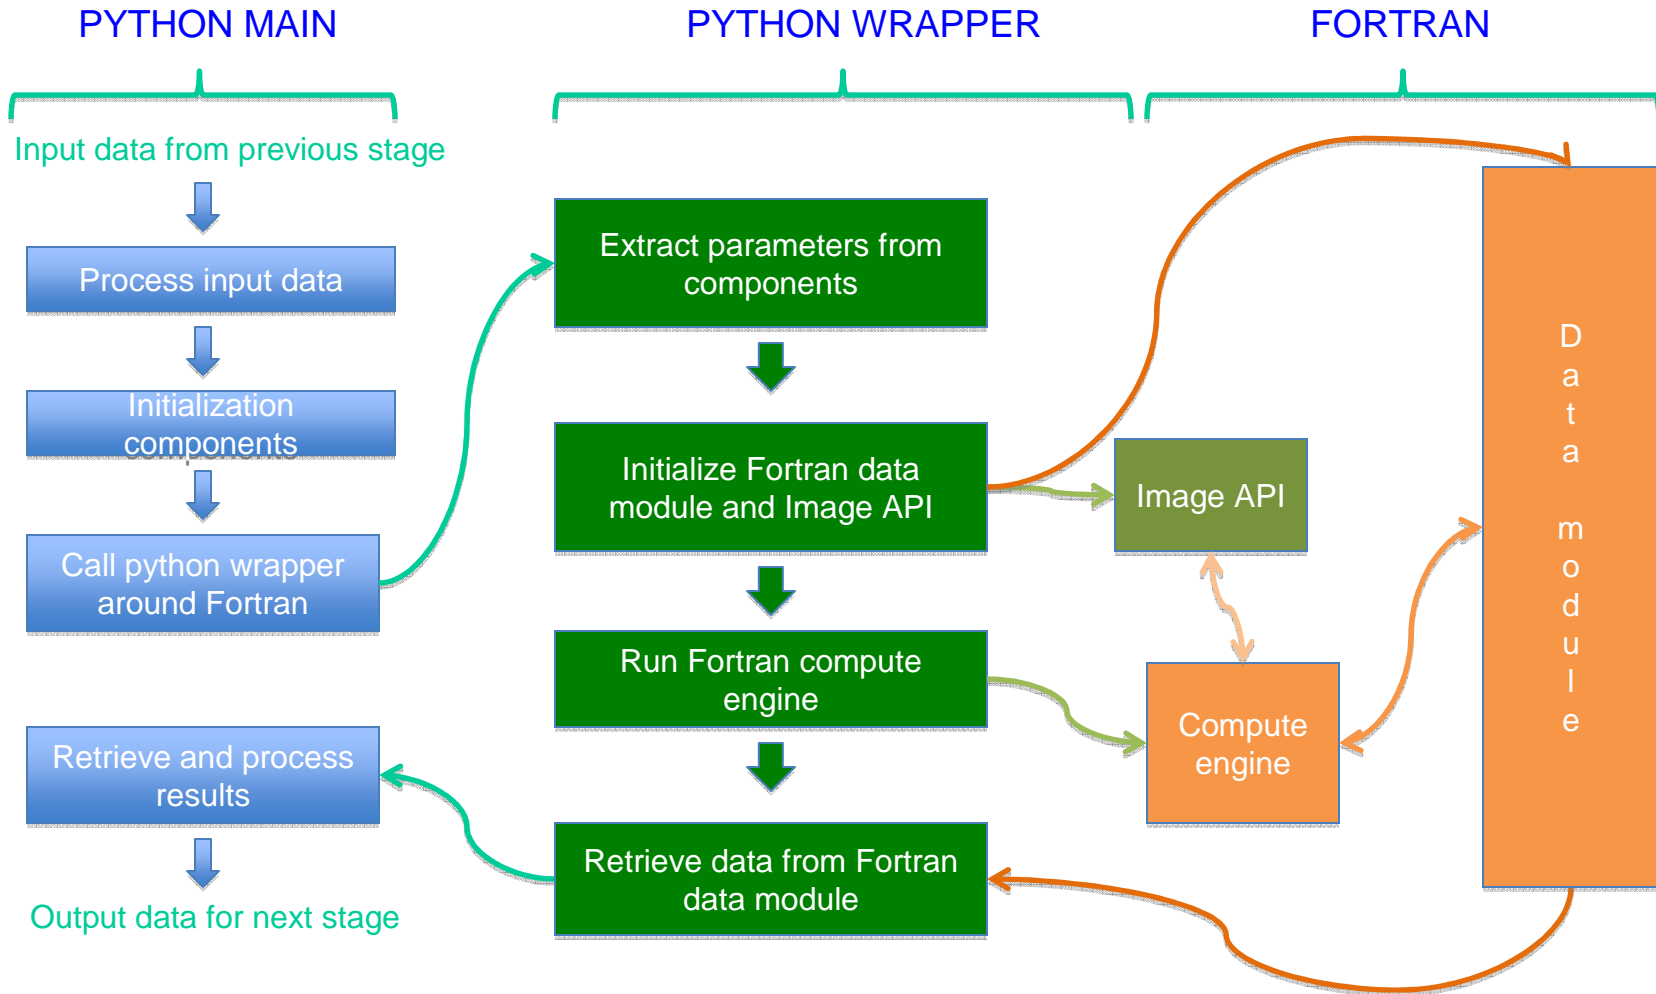 PYTHON MAIN
PYTHON WRAPPER
FORTRAN
Input data from previous stage
Process input data
Initialization
components
Call python wrapper
around Fortran
Retrieve and process
results
Output data for next stage
Extract parameters from
components
Initialize Fortran data
module and Image API
Run Fortran compute
engine
Retrieve data from Fortran
data module
Image API
Compute
engine
D
a
t
a
m
o
d
u
l
e